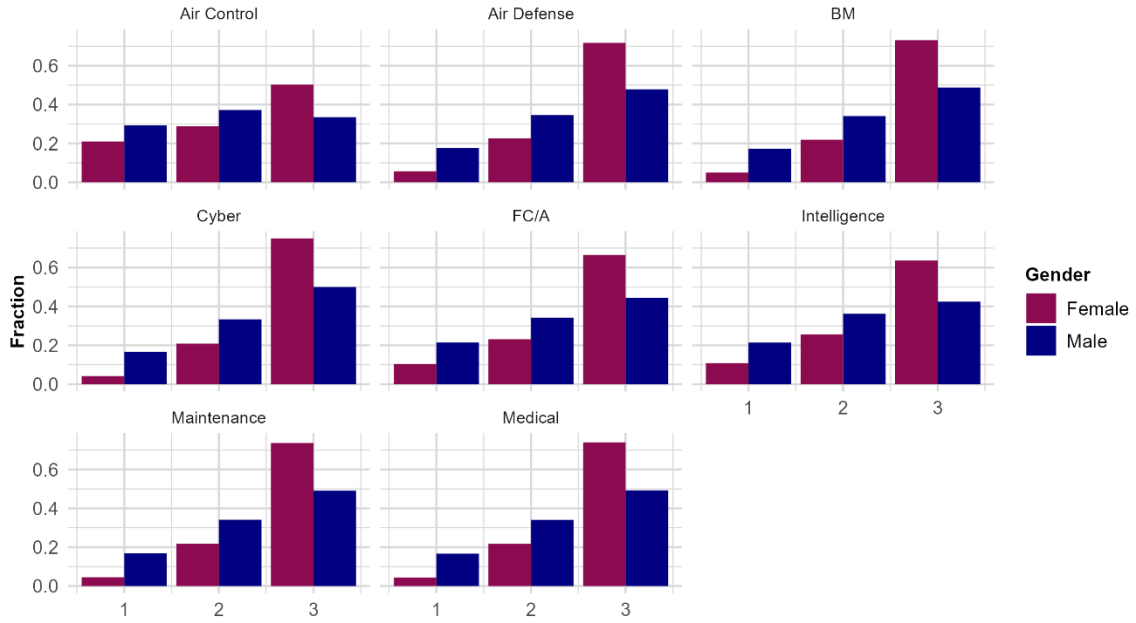 Air Control
Air Defense
BM
0.6
0.4
0.2
0.0
Cyber
FC/A
Intelligence
0.6
0.4
0.2
0.0
1
2
3
Maintenance
Medical
0.6
0.4
0.2
0.0
1
2
3
1
2
3
Fraction
Gender
Female
Male